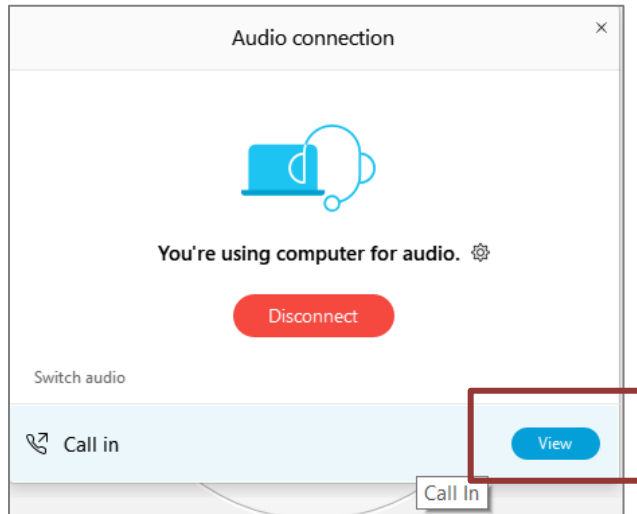 Audio connection
You're using computer for audio.
Disconnect
Switch audio
Call in
View
Call In